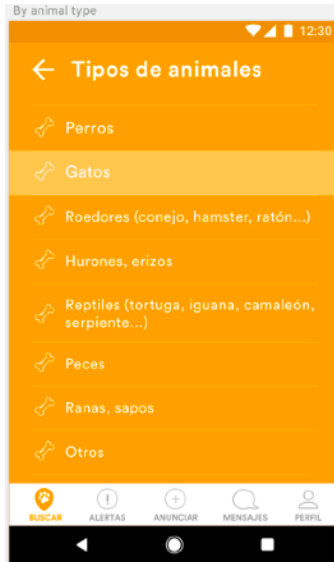 By animal type
12:30
Tipos de animales
Perros
Gatos
Roedores (conejo, hamster, ratón...)
Hurones, erizos
Reptiles (tortuga, iguana, camaleón,
serpiente...)
Peces
Ranas, sapos
Otros
BUSCAR ALERTAS ANUNCIAR MENSAJES PERFIL